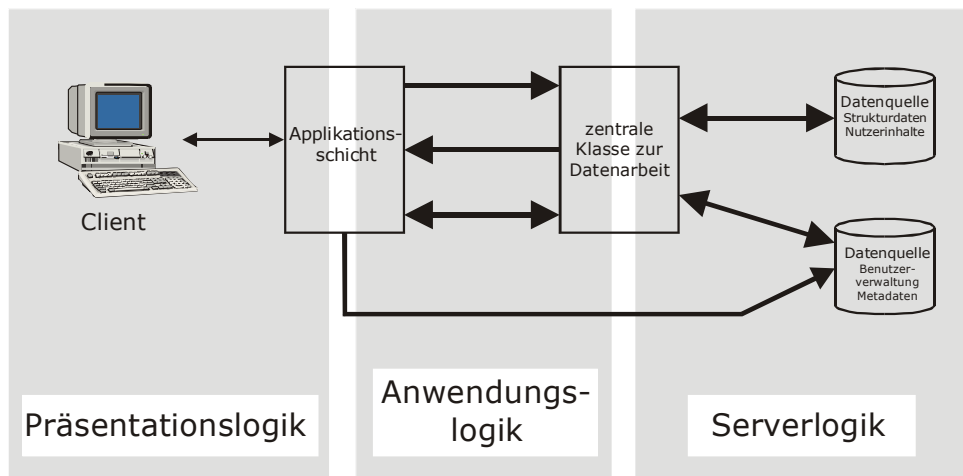 Client
Applikations-
schicht
zentrale
Klasse zur
Datenarbeit
Datenquelle
Strukturdaten
Nutzerinhalte
Datenquelle
Benutzer-
verwaltung
Metadaten
Präsentationslogik
Anwendungs-
logik
Serverlogik